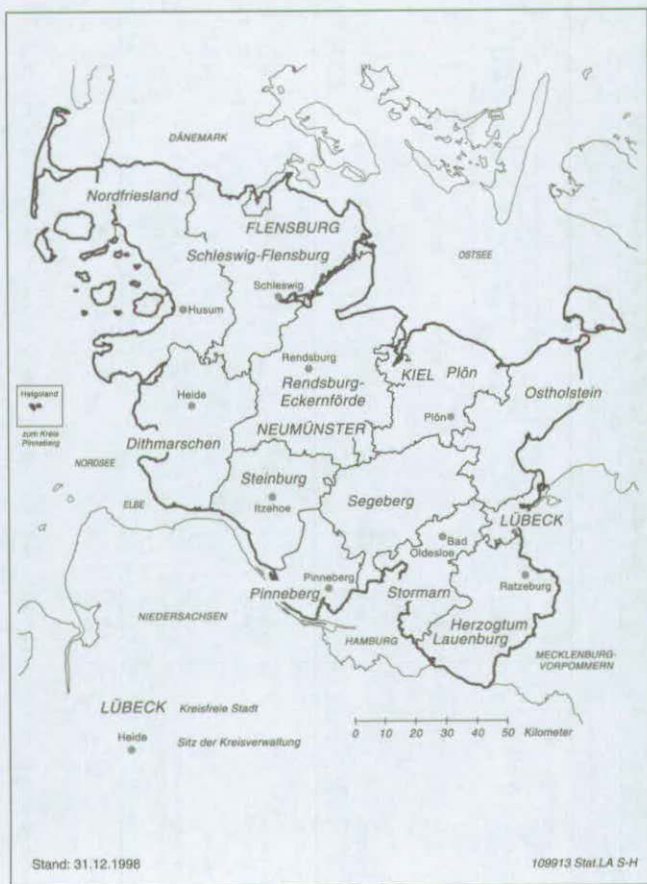 DÄNEMARK
Nordfriesland
FLENSBURG
Schleswig-Flensburg
OSTSEE
Schleswig
Husum
Rendsburg
KIEL Plön
Rendsburg-
Eckernförde
Ostholstein
Helgoland
Heide
Plön
zum Kreis
Pinneberg
Dithmarschen
NEUMÜNSTER
NORDSEE
Steinburg
Segeberg
Itzehoe
ELBE
LÜBECK
Bad
Oldesloe
Pinneberg
Ratzeburg
Pinneberg
Stormarn
NIEDERSACHSEN
Herzogtum
Lauenburg
HAMBURG
MECKLENBURG-
VORPOMMERN
LÜBECK Kreisfreie Stadt
0 10 20 30 40 50 Kilometer
Heide
Sitz der Kreisverwaltung
Stand: 31.12.1998
109913 Stat.LA S-H